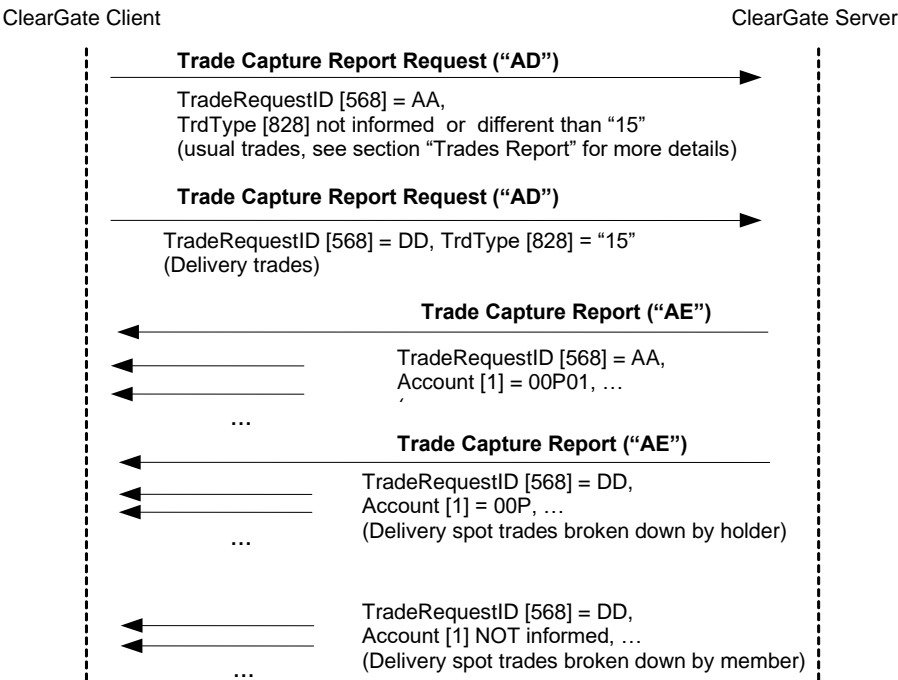 ClearGate Client
ClearGate Server
Trade Capture Report Request (“AD”)
TradeRequestID [568] = AA,
TrdType [828] not informed or different than “15”
(usual trades, see section “Trades Report” for more details)
Trade Capture Report Request (“AD”)
TradeRequestID [568] = DD, TrdType [828] = “15”
(Delivery trades)
Trade Capture Report (“AE”)
TradeRequestID [568] = AA,
Account [1] = 00P01, …
…
Trade Capture Report (“AE”)
TradeRequestID [568] = DD,
Account [1] = 00P, …
(Delivery spot trades broken down by holder)
…
TradeRequestID [568] = DD,
Account [1] NOT informed, …
(Delivery spot trades broken down by member)
…